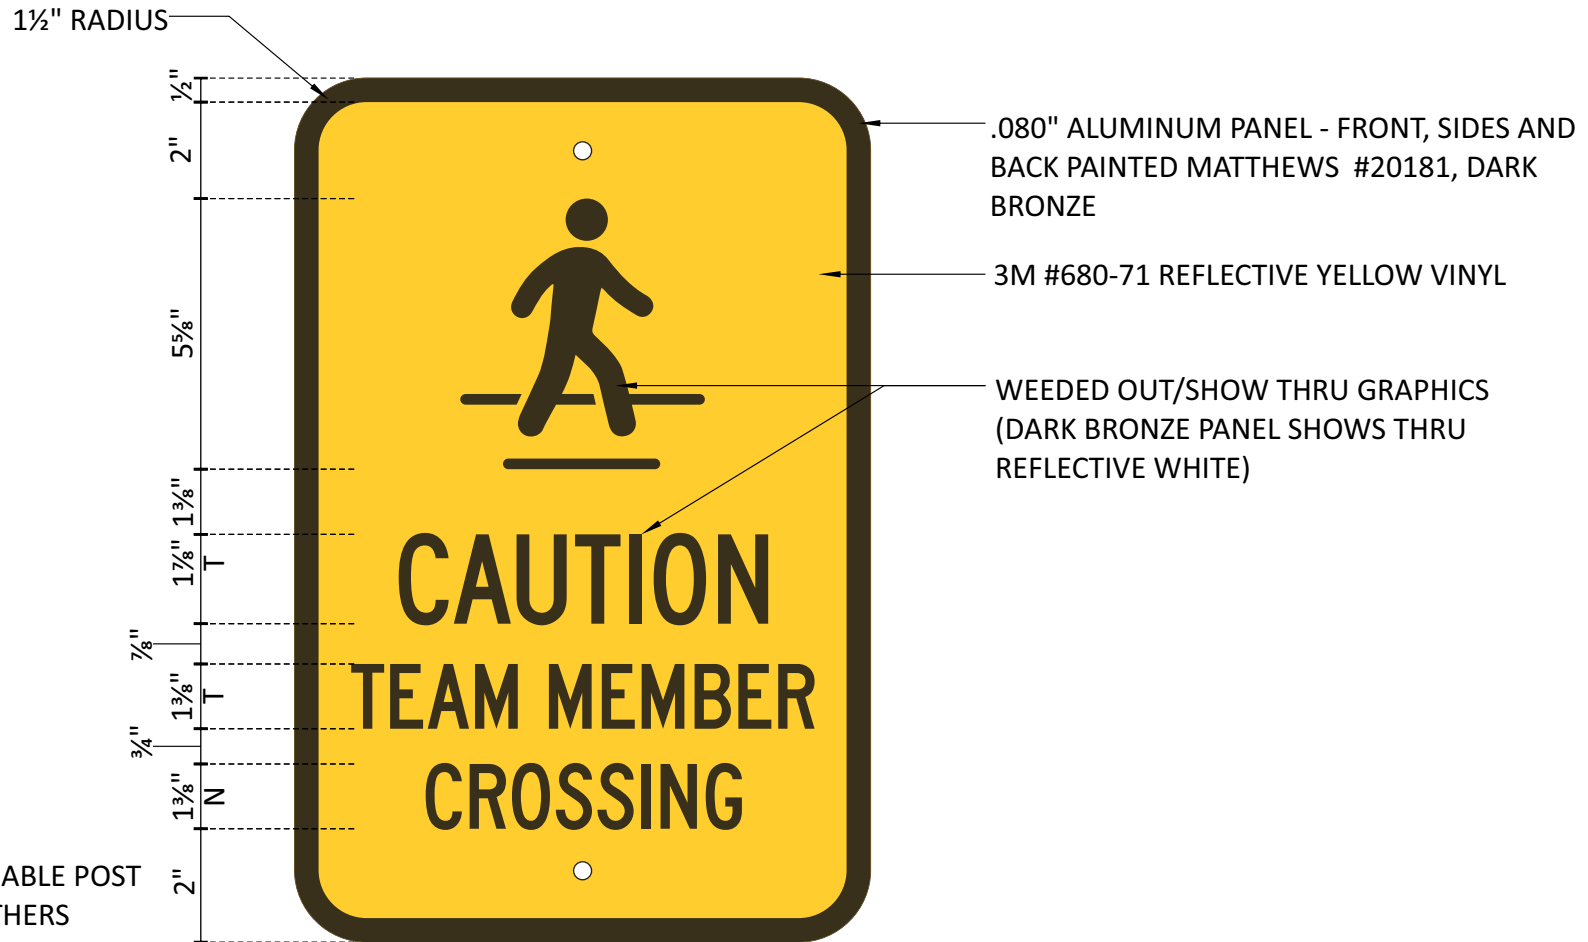 1½" RADIUS
½"
2"
5⅝"
1⅜"
1⅞"
T
⅞"
1⅜"
T
¾"
1⅜"
N
2"
ABLE POST
THERS
.080" ALUMINUM PANEL - FRONT, SIDES AND
BACK PAINTED MATTHEWS #20181, DARK
BRONZE
3M #680-71 REFLECTIVE YELLOW VINYL
WEEDED OUT/SHOW THRU GRAPHICS
(DARK BRONZE PANEL SHOWS THRU
REFLECTIVE WHITE)
CAUTION
TEAM MEMBER
CROSSING